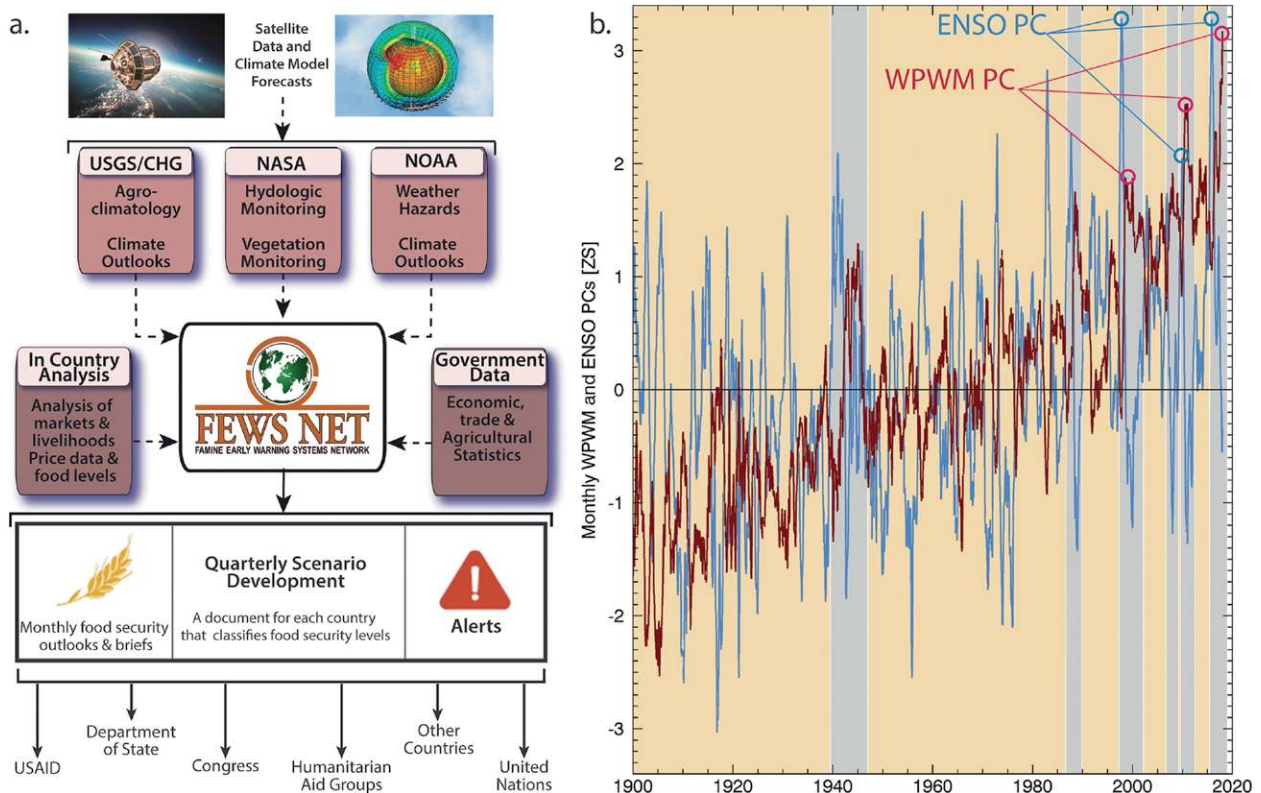 a.
Satellite
Data and
Climate Model
Forecasts
USGS/CHG
Agro-
climatology
Climate
Outlooks
NASA
Hydologic
Monitoring
Vegetation
Monitoring
NOAA
Weather
Hazards
Climate
Outlooks
In Country
Analysis
Analysis of
markets &
livelihoods
Price data &
food levels
FEWS NET
FAMINE EARLY WARNING SYSTEMS NETWORK
Government
Data
Economic,
trade &
Agricultural
Statistics
Monthly food security
outlooks & briefs
Quarterly Scenario
Development
A document for each country
that classifies food security levels
Alerts
USAID
Department
of State
Congress
Humanitarian
Aid Groups
Other
Countries
United
Nations
b.
ENSO PC
WPWM PC
Monthly WPWM and ENSO PCs [ZS]
3
2
1
0
-1
-2
-3
1900
1920
1940
1960
1980
2000
2020